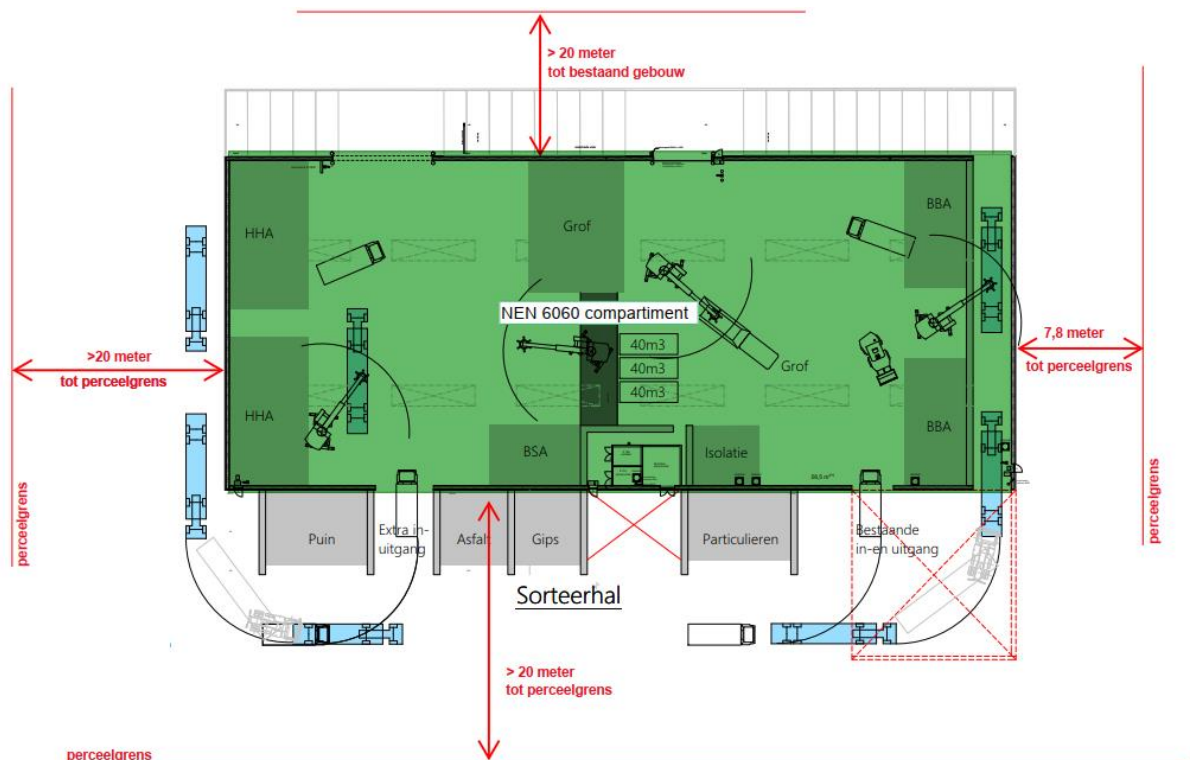 > 20 meter
tot bestaand gebouw
HHA
Grof
BBA
NEN 6060 compartiment
>20 meter
tot perceelgrens
7,8 meter
tot perceelgrens
40m3
40m3
40m3
Grof
HHA
BBA
BSA
Isolatie
perceelgrens
perceelgrens
Puin
Extra in-
uitgang
Asfalt
Gips
Particulieren
Bestaande
in-en uitgang
Sorteerhal
> 20 meter
tot perceelgrens
perceelgrens